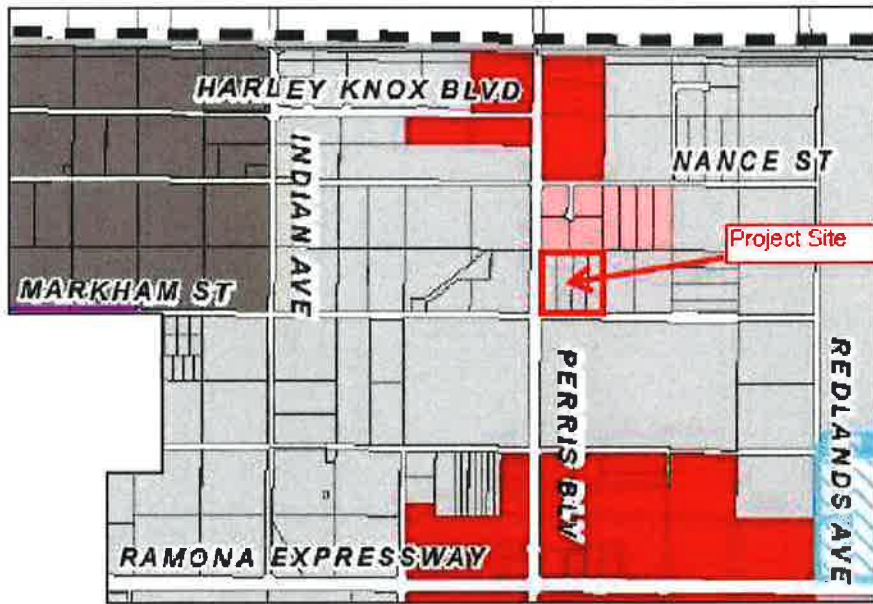 HARLEY KNOX BLVD
NANCE ST
INDIAN AVE
Project Site
MARKHAM ST
PERRIS BLVD
REDLANDS AVE
RAMONA EXPRESSWAY